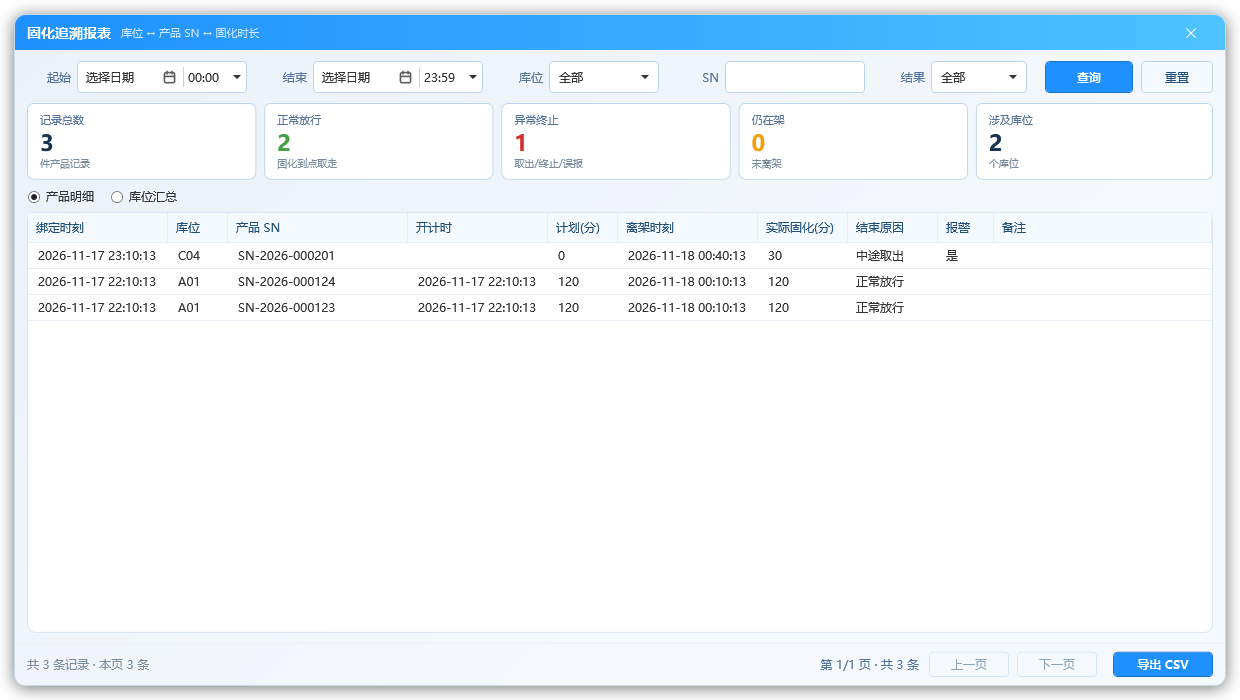 固化追溯报表 库位 ↔ 产品 SN ↔ 固化时长
起始 选择日期 00:00 结束 选择日期 23:59 库位 全部 SN 结果 全部 查询 重置
记录总数 正常放行 异常终止 仍在架 涉及库位
3 2 1 0 2
件产品记录 固化到点取走 取出/终止/误报 未离架 个库位
产品明细 库位汇总
绑定时刻 库位 产品 SN 开计时 计划(分) 离架时刻 实际固化(分) 结束原因 报警 备注
2026-11-17 23:10:13 C04 SN-2026-000201 0 2026-11-18 00:40:13 30 中途取出 是
2026-11-17 22:10:13 A01 SN-2026-000124 2026-11-17 22:10:13 120 2026-11-18 00:10:13 120 正常放行
2026-11-17 22:10:13 A01 SN-2026-000123 2026-11-17 22:10:13 120 2026-11-18 00:10:13 120 正常放行
共 3 条记录 · 本页 3 条 第 1/1 页 · 共 3 条 上一页 下一页 导出 CSV